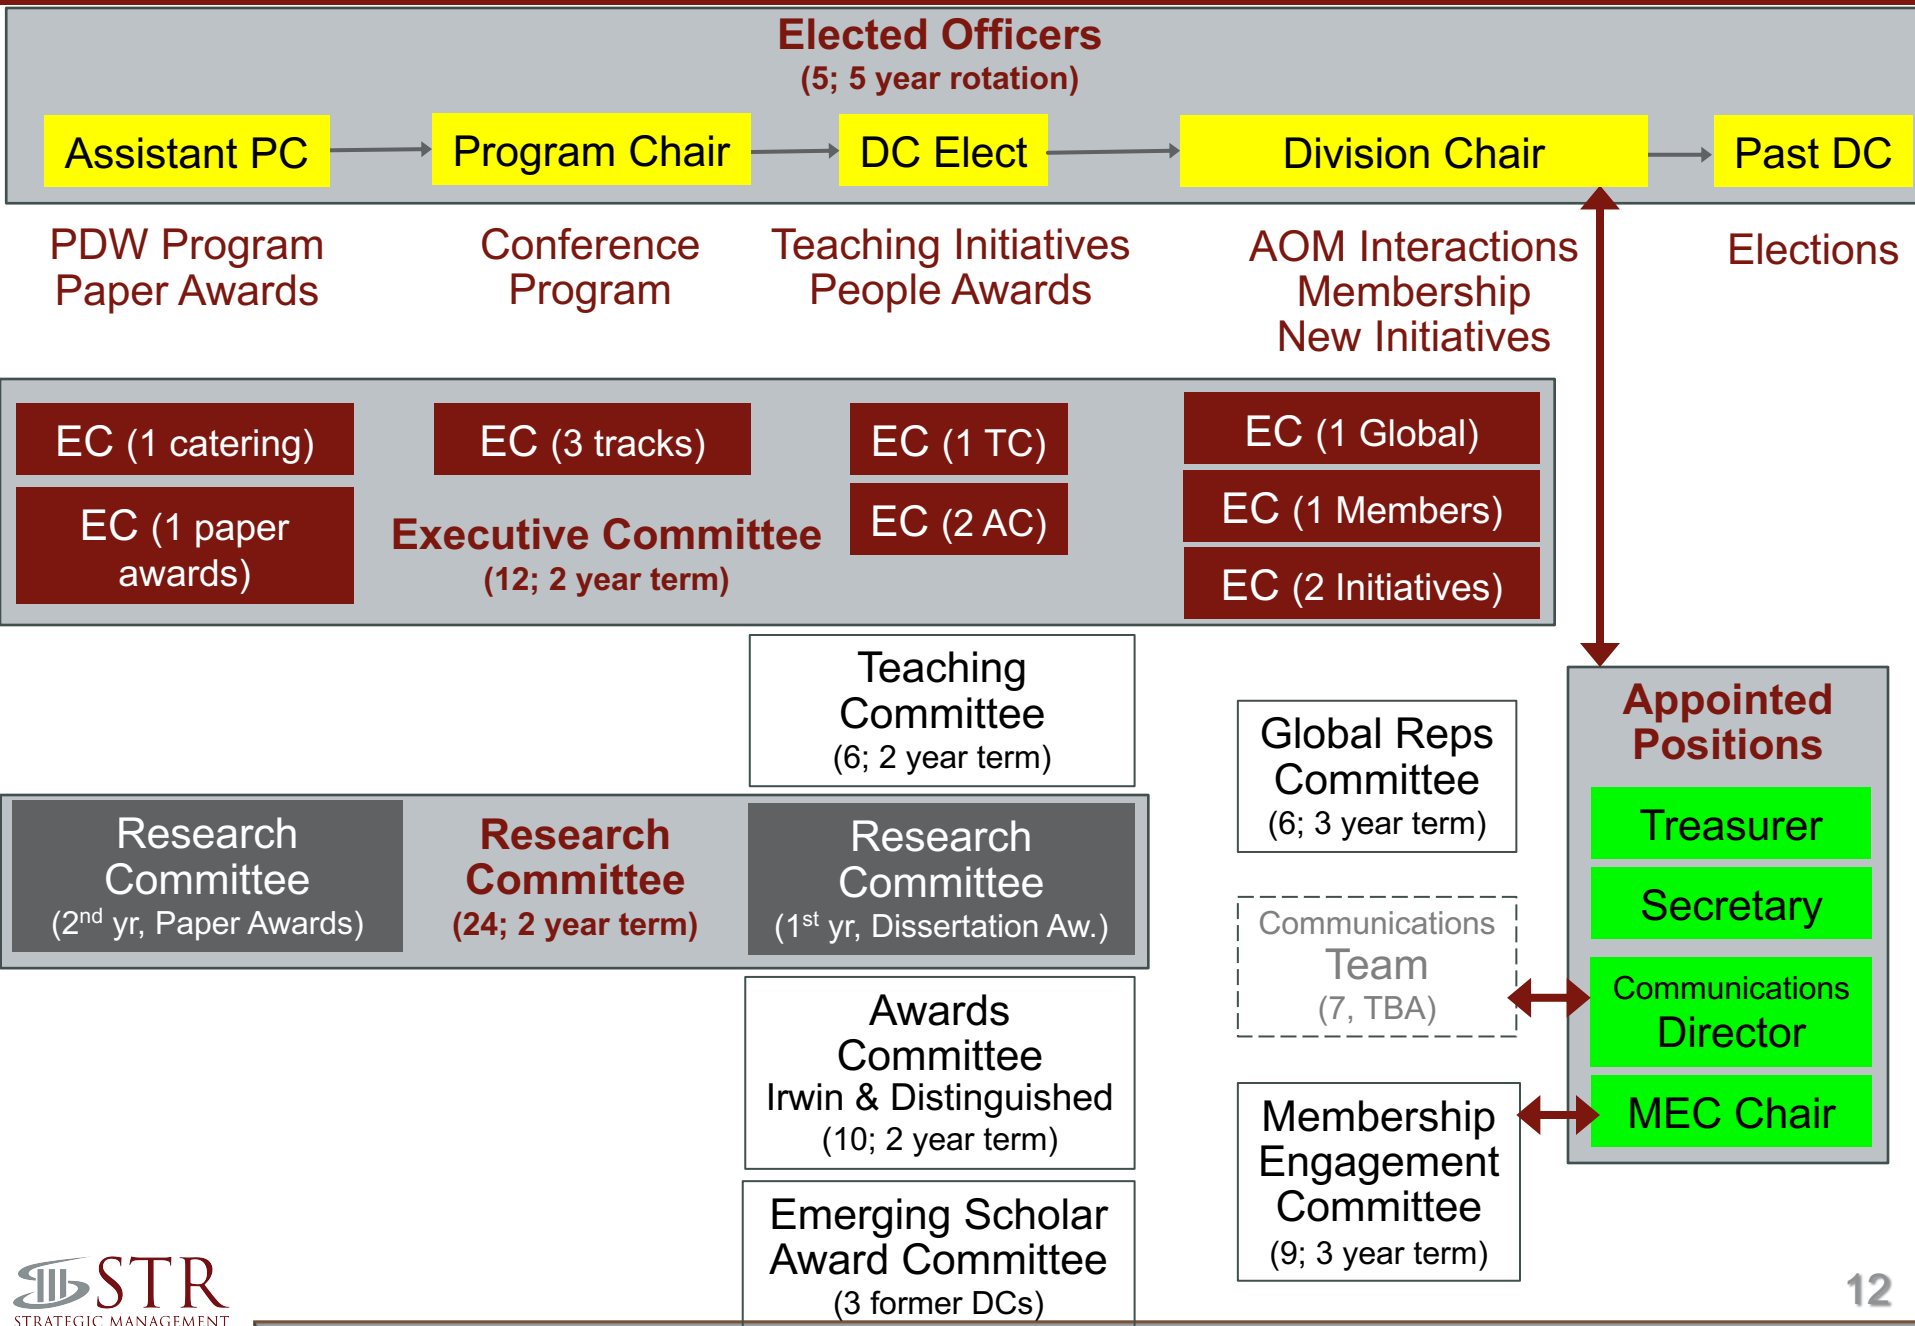 Elected Officers
(5; 5 year rotation)
Assistant PC
Program Chair
DC Elect
Division Chair
Past DC
PDW Program
Paper Awards
Conference
Program
Teaching Initiatives
People Awards
AOM Interactions
Membership
New Initiatives
Elections
EC (1 catering)
EC (1 paper
awards)
EC (3 tracks)
Executive Committee
(12; 2 year term)
EC (1 TC)
EC (2 AC)
EC (1 Global)
EC (1 Members)
EC (2 Initiatives)
Teaching
Committee
(6; 2 year term)
Global Reps
Committee
(6; 3 year term)
Appointed
Positions
Treasurer
Secretary
Communications
Director
MEC Chair
Research
Committee
(2nd yr, Paper Awards)
Research
Committee
(24; 2 year term)
Research
Committee
(1st yr, Dissertation Aw.)
Communications
Team
(7, TBA)
Awards
Committee
Irwin & Distinguished
(10; 2 year term)
Membership
Engagement
Committee
(9; 3 year term)
Emerging Scholar
Award Committee
(3 former DCs)
STR
STRATEGIC MANAGEMENT
12